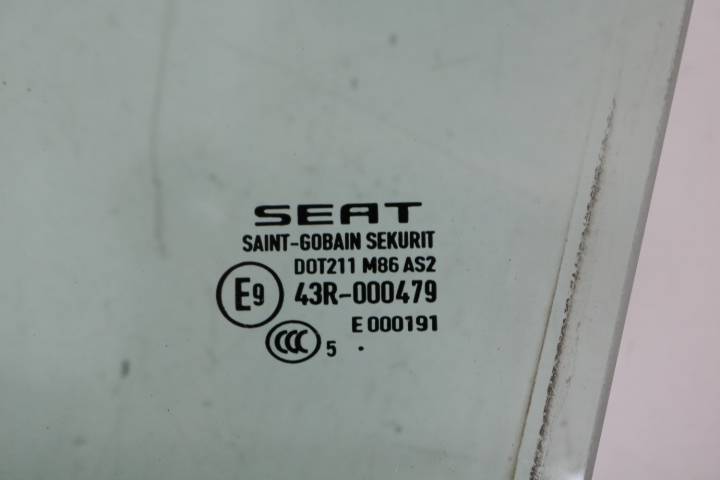 SEAT
SAINT-GOBAIN SEKURIT
DOT211 M86 AS2
E9 43R-000479
E 000191
CCC 5 .